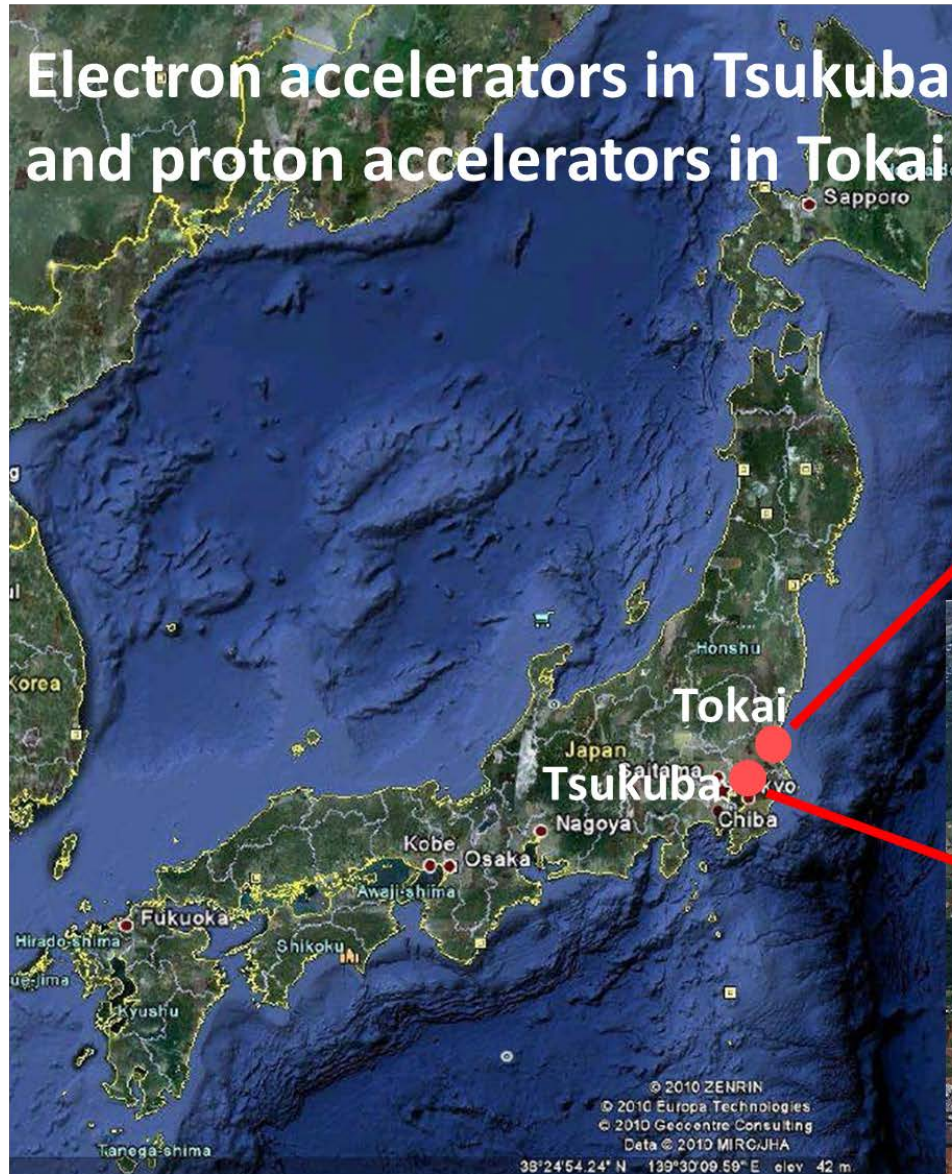 Electron accelerators in Tsukuba
and proton accelerators in Tokai
Sapporo
Honshu
Korea
Tokai
Japan
Saitama
Tsukuba
Chiba
Nagoya
Kobe
Osaka
Awaji-shima
Fukuoka
Hirado-shima
Shikoku
Kyushu
© 2010 ZENRIN
© 2010 Europa Technologies
© 2010 Geocentre Consulting
Data © 2010 MIRC/JHA
Tanega-shima
38°24'54.24" N 139°30'09.59" E elev 42 m